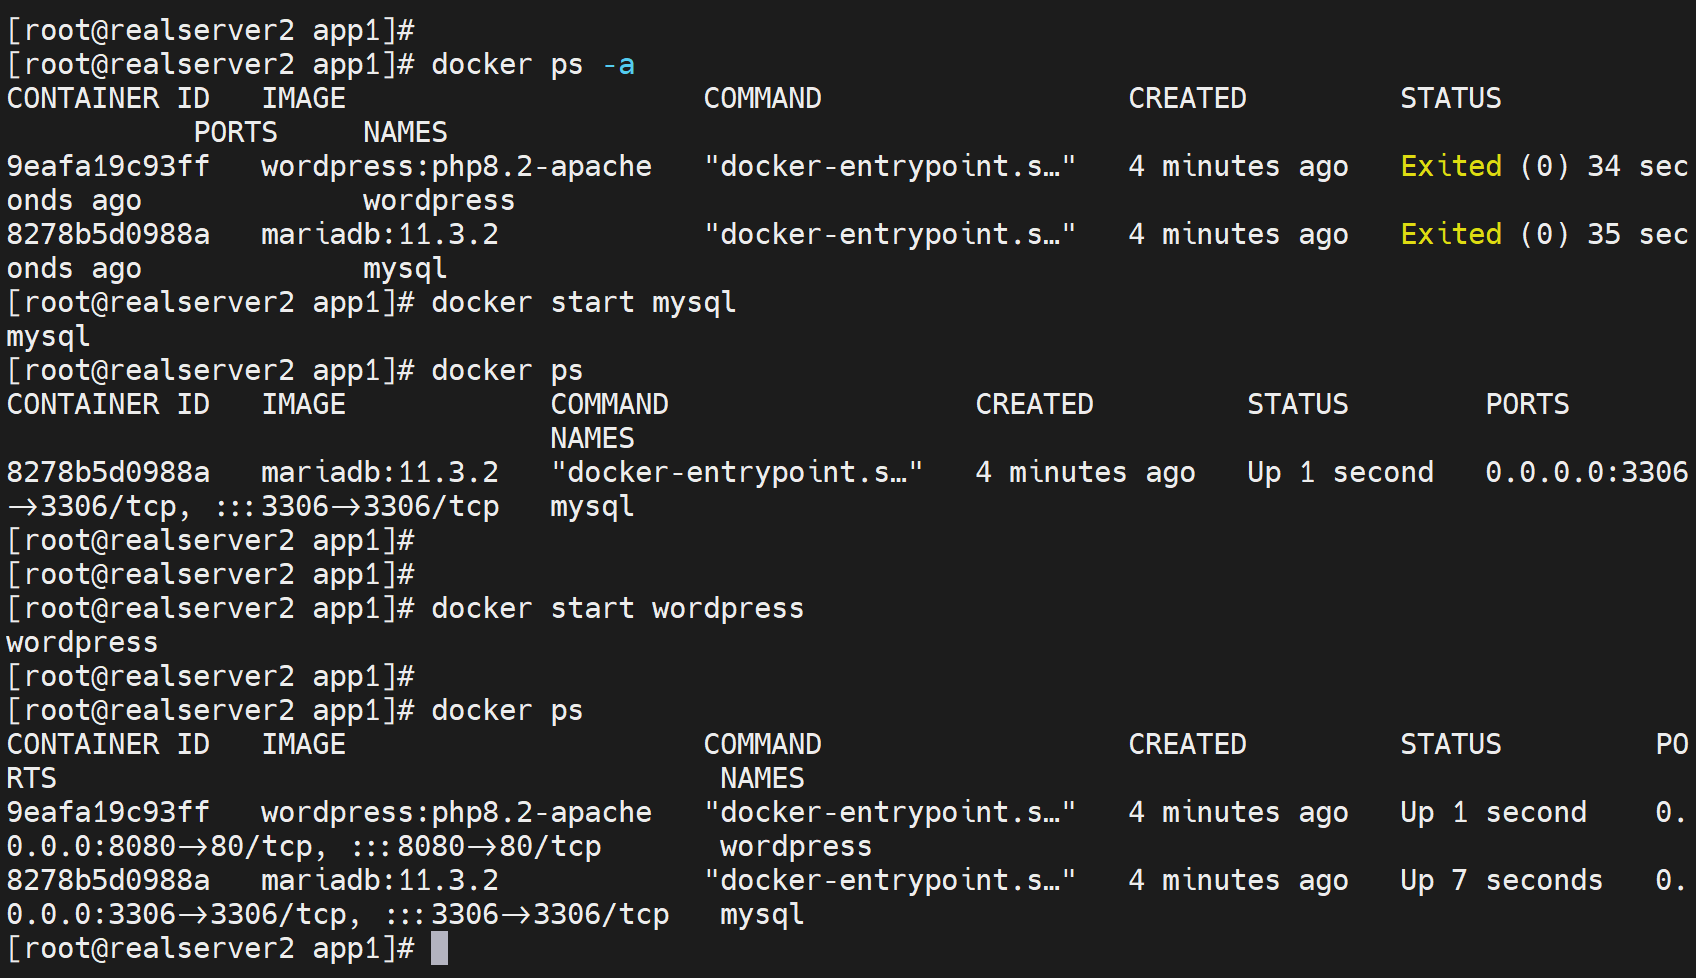 [root@realserver2 app1]#
[root@realserver2 app1]# docker ps -a
CONTAINER ID   IMAGE                     COMMAND                  CREATED         STATUS
           PORTS     NAMES
9eafa19c93ff   wordpress:php8.2-apache   "docker-entrypoint.s…"   4 minutes ago   Exited (0) 34 sec
onds ago             wordpress
8278b5d0988a   mariadb:11.3.2            "docker-entrypoint.s…"   4 minutes ago   Exited (0) 35 sec
onds ago             mysql
[root@realserver2 app1]# docker start mysql
mysql
[root@realserver2 app1]# docker ps
CONTAINER ID   IMAGE            COMMAND                  CREATED         STATUS        PORTS
                                NAMES
8278b5d0988a   mariadb:11.3.2   "docker-entrypoint.s…"   4 minutes ago   Up 1 second   0.0.0.0:3306
->3306/tcp, :::3306->3306/tcp   mysql
[root@realserver2 app1]#
[root@realserver2 app1]#
[root@realserver2 app1]# docker start wordpress
wordpress
[root@realserver2 app1]#
[root@realserver2 app1]# docker ps
CONTAINER ID   IMAGE                     COMMAND                  CREATED         STATUS         PO
RTS                                       NAMES
9eafa19c93ff   wordpress:php8.2-apache   "docker-entrypoint.s…"   4 minutes ago   Up 1 second    0.
0.0.0:8080->80/tcp, :::8080->80/tcp       wordpress
8278b5d0988a   mariadb:11.3.2            "docker-entrypoint.s…"   4 minutes ago   Up 7 seconds   0.
0.0.0:3306->3306/tcp, :::3306->3306/tcp   mysql
[root@realserver2 app1]#